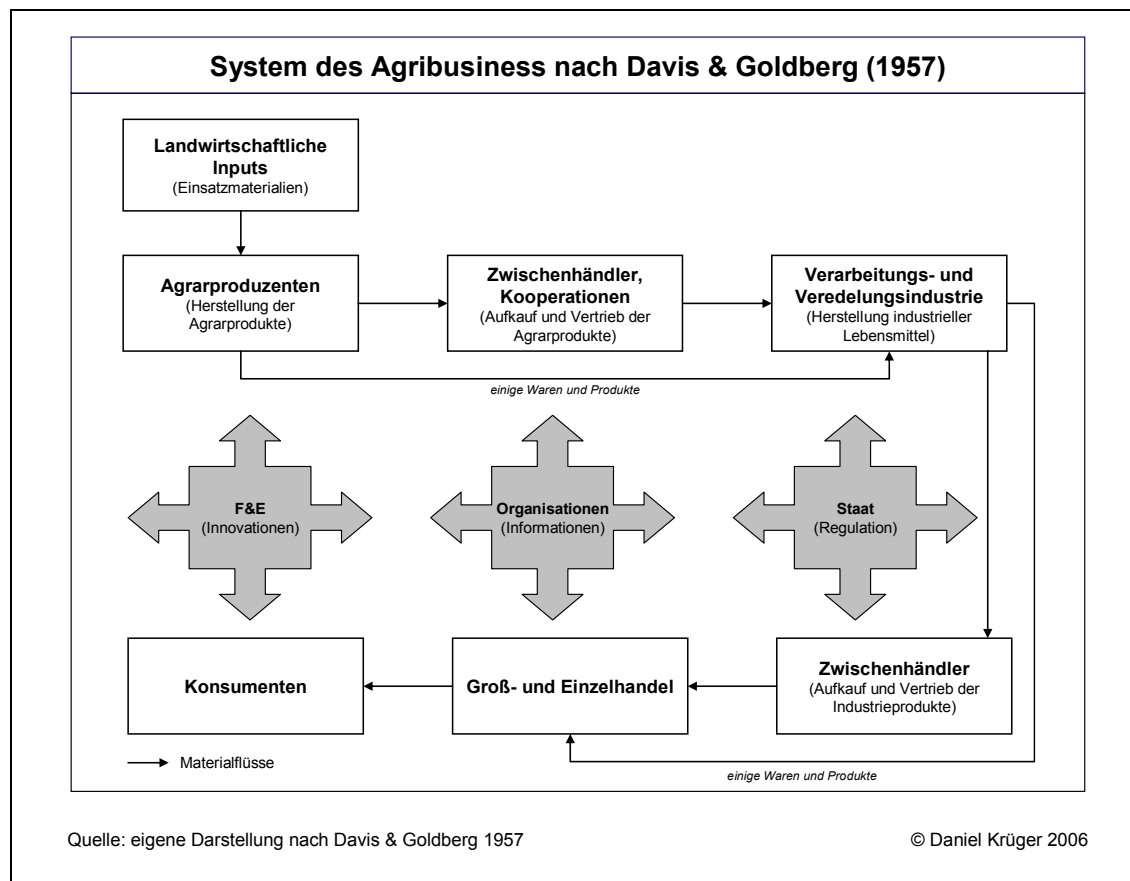 System des Agribusiness nach Davis & Goldberg (1957)
Landwirtschaftliche
Inputs
(Einsatzmaterialien)
Agrarproduzenten
(Herstellung der
Agrarprodukte)
Zwischenhändler,
Kooperationen
(Aufkauf und Vertrieb der
Agrarprodukte)
Verarbeitungs- und
Veredelungsindustrie
(Herstellung industrieller
Lebensmittel)
einige Waren und Produkte
F&E
(Innovationen)
Organisationen
(Informationen)
Staat
(Regulation)
Konsumenten
Groß- und Einzelhandel
Zwischenhändler
(Aufkauf und Vertrieb der
Industrieprodukte)
Materialflüsse
einige Waren und Produkte
Quelle: eigene Darstellung nach Davis & Goldberg 1957
© Daniel Krüger 2006